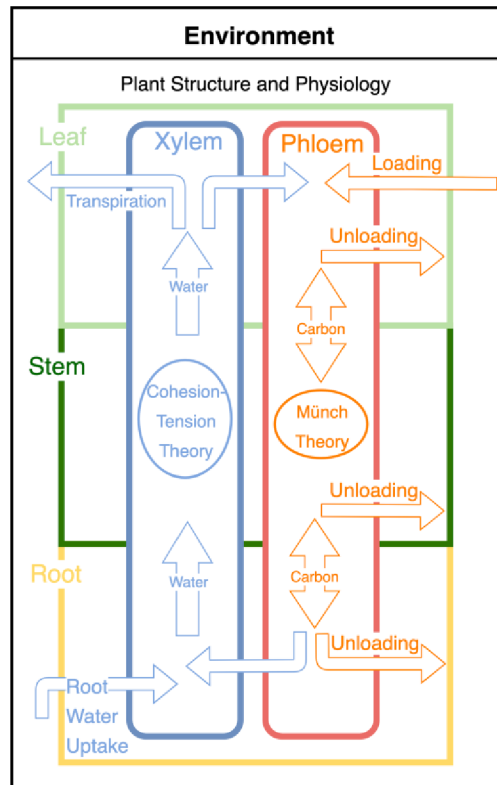 Environment
Plant Structure and Physiology
Leaf
Xylem
Phloem
Loading
Transpiration
Unloading
Water
Carbon
Stem
Cohesion-
Tension
Theory
Münch
Theory
Unloading
Root
Water
Carbon
Unloading
Root
Water
Uptake